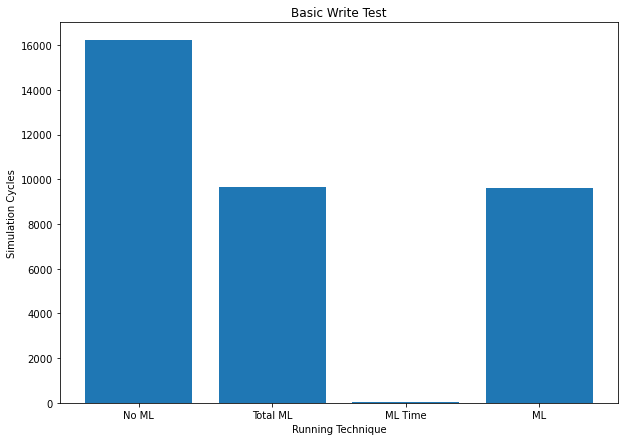 Basic Write Test
Simulation Cycles
16000
14000
12000
10000
8000
6000
4000
2000
0
No ML
Total ML
ML Time
ML
Running Technique